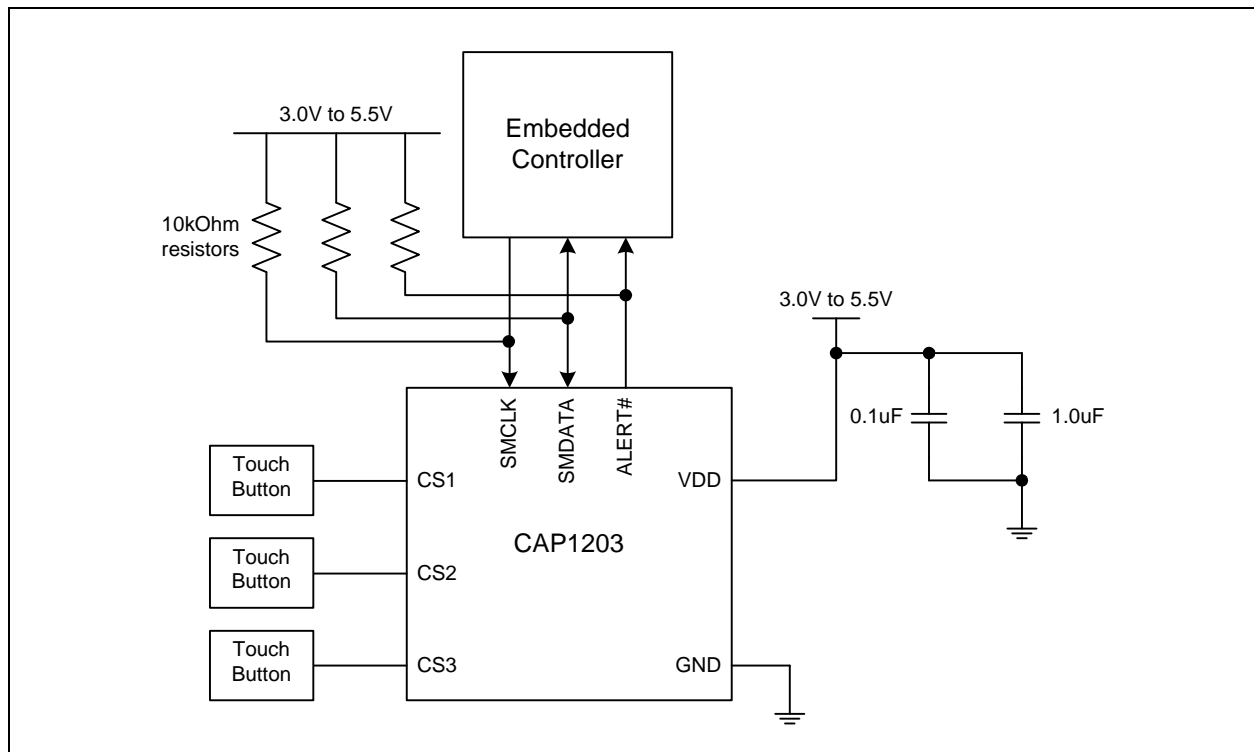 3.0V to 5.5V
Embedded
Controller
10kOhm
resistors
3.0V to 5.5V
0.1uF
1.0uF
SMCLK
SMDATA
ALERT#
Touch
Button
CS1
VDD
CAP1203
Touch
Button
CS2
Touch
Button
CS3
GND